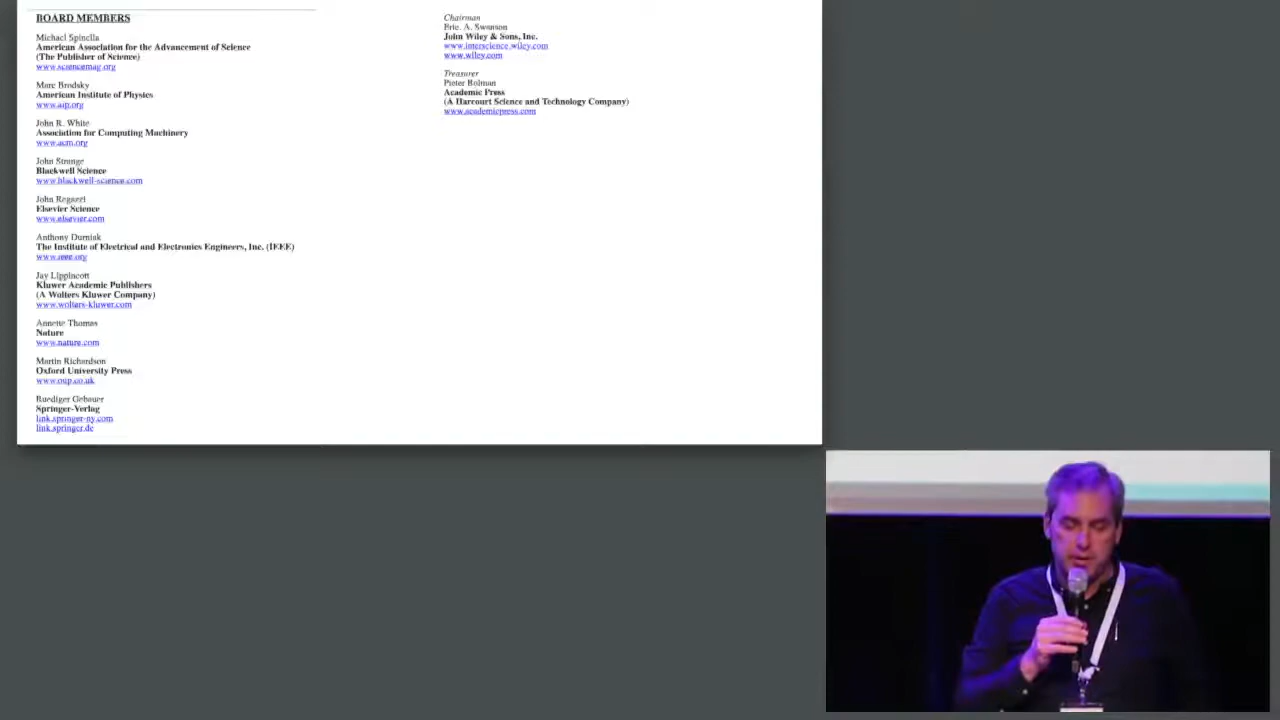 BOARD MEMBERS
Michael Spinella
American Association for the Advancement of Science
(The Publisher of Science)
www.sciencemag.org
Marc Brodsky
American Institute of Physics
www.aip.org
John R. White
Association for Computing Machinery
www.acm.org
John Strange
Blackwell Science
www.blackwell-science.com
John Regazzi
Elsevier Science
www.elsevier.com
Anthony Durniak
The Institute of Electrical and Electronics Engineers, Inc. (IEEE)
www.ieee.org
Jay Lippincott
Kluwer Academic Publishers
(A Wolters Kluwer Company)
www.wolters-kluwer.com
Annette Thomas
Nature
www.nature.com
Martin Richardson
Oxford University Press
www.oup.co.uk
Ruediger Gebauer
Springer-Verlag
link.springer-ny.com
link.springer.de
Chairman
Eric. A. Swanson
John Wiley & Sons, Inc.
www.interscience.wiley.com
www.wiley.com
Treasurer
Pieter Bolman
Academic Press
(A Harcourt Science and Technology Company)
www.academicpress.com